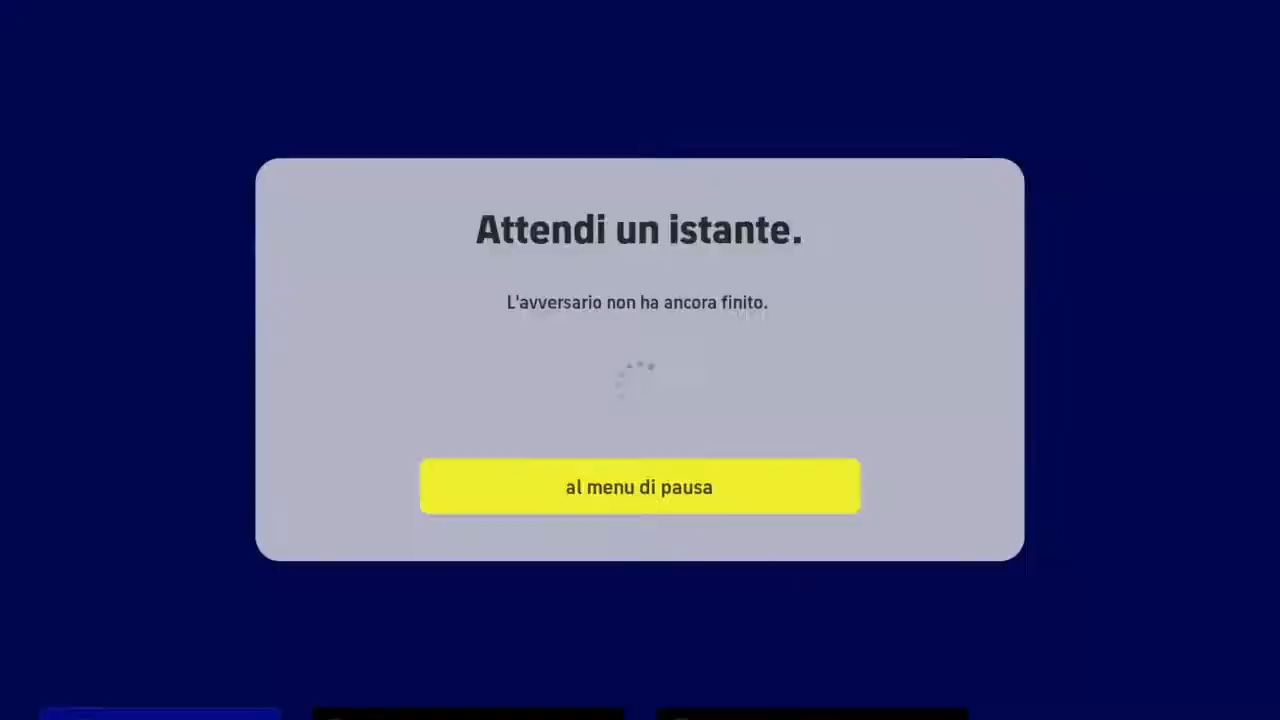 Attendi un istante.
L'avversario non ha ancora finito.
al menu di pausa